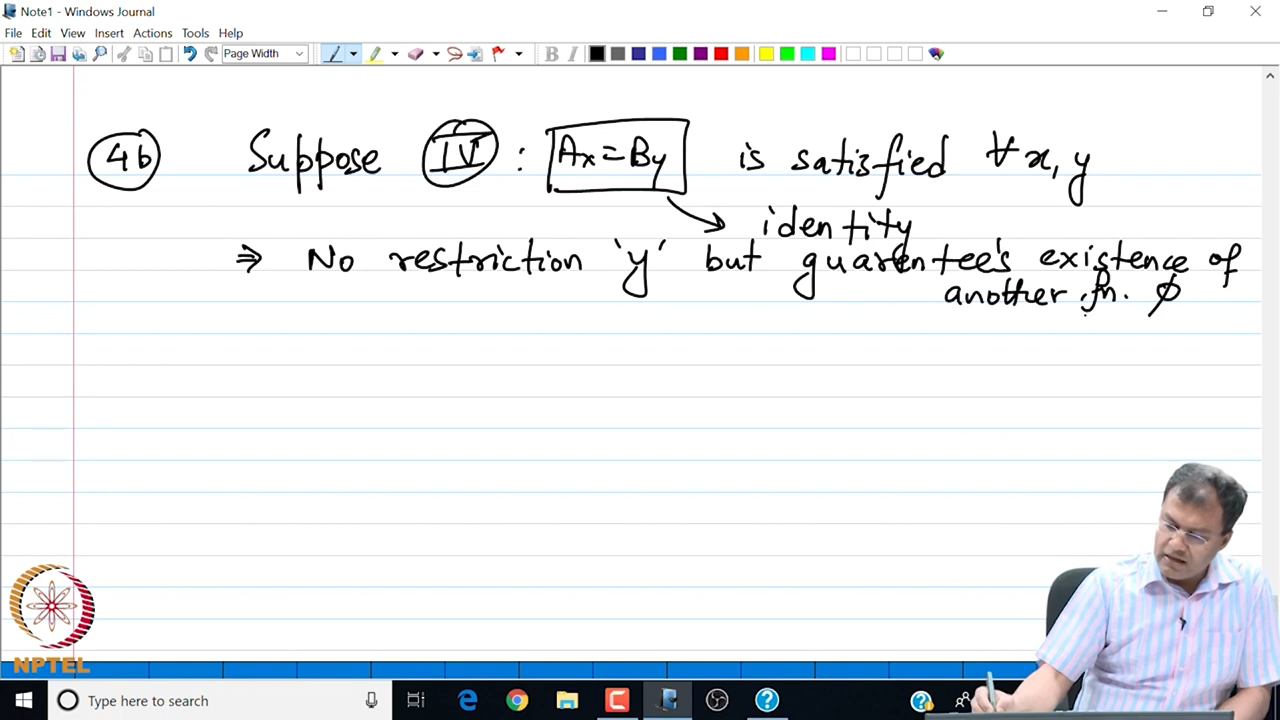 Note1 - Windows Journal
File Edit View Insert Actions Tools Help
Page Width B I
4b Suppose IV : Ax = By is satisfied ∀ x, y
identity
⇒ No restriction 'y' but guarentee's existence of
another fn. φ
NPTEL
Type here to search